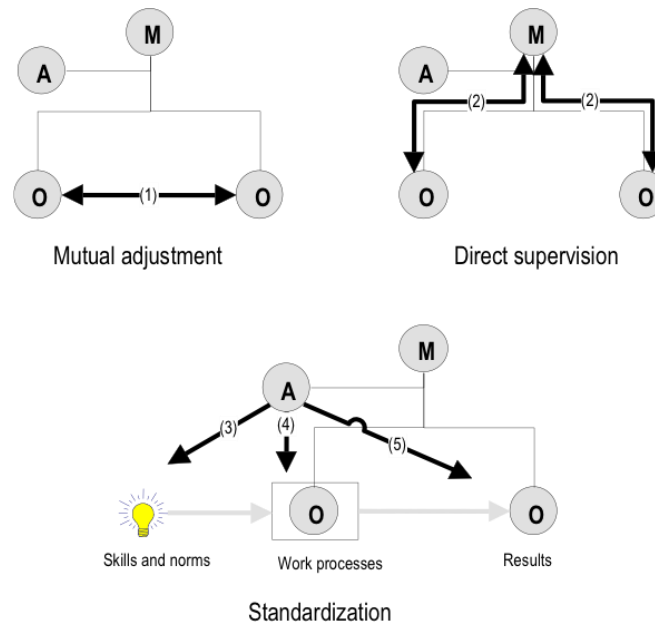 M
A
O
(1)
O
Mutual adjustment
M
A
(2)
(2)
O
O
Direct supervision
M
A
(3)
(4)
(5)
O
O
Skills and norms
Work processes
Results
Standardization